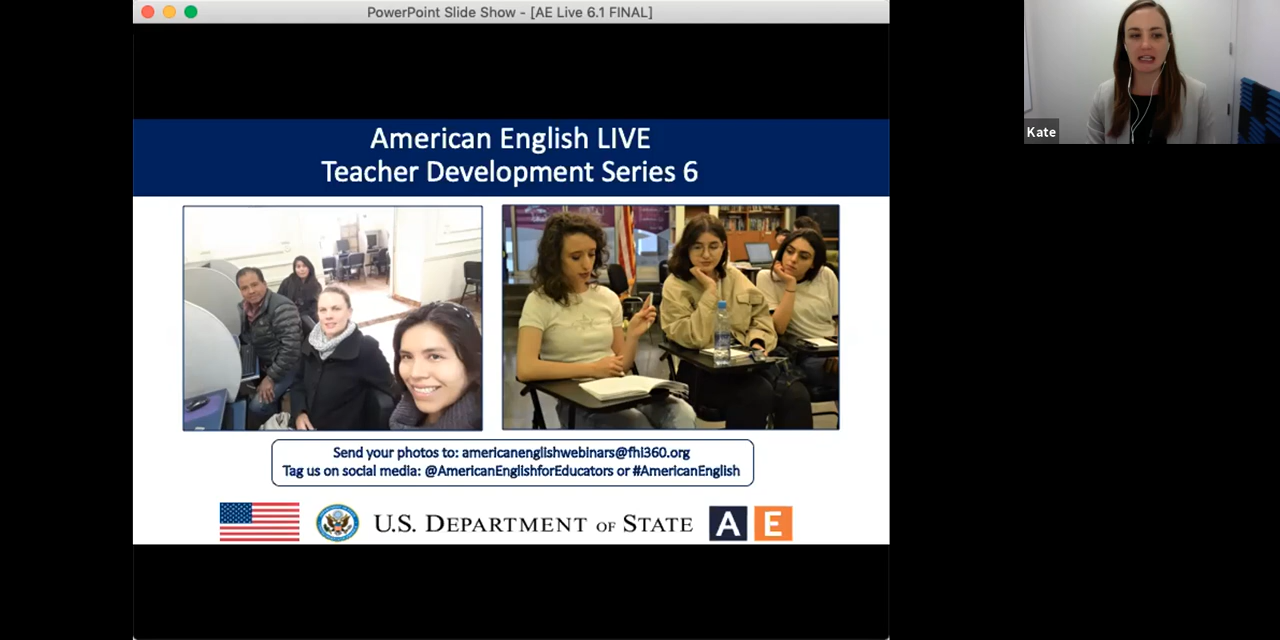 PowerPoint Slide Show - [AE Live 6.1 FINAL]
Kate
American English LIVE
Teacher Development Series 6
Send your photos to: americanenglishwebinars@fhi360.org
Tag us on social media: @AmericanEnglishforEducators or #AmericanEnglish
U.S. DEPARTMENT OF STATE
A E